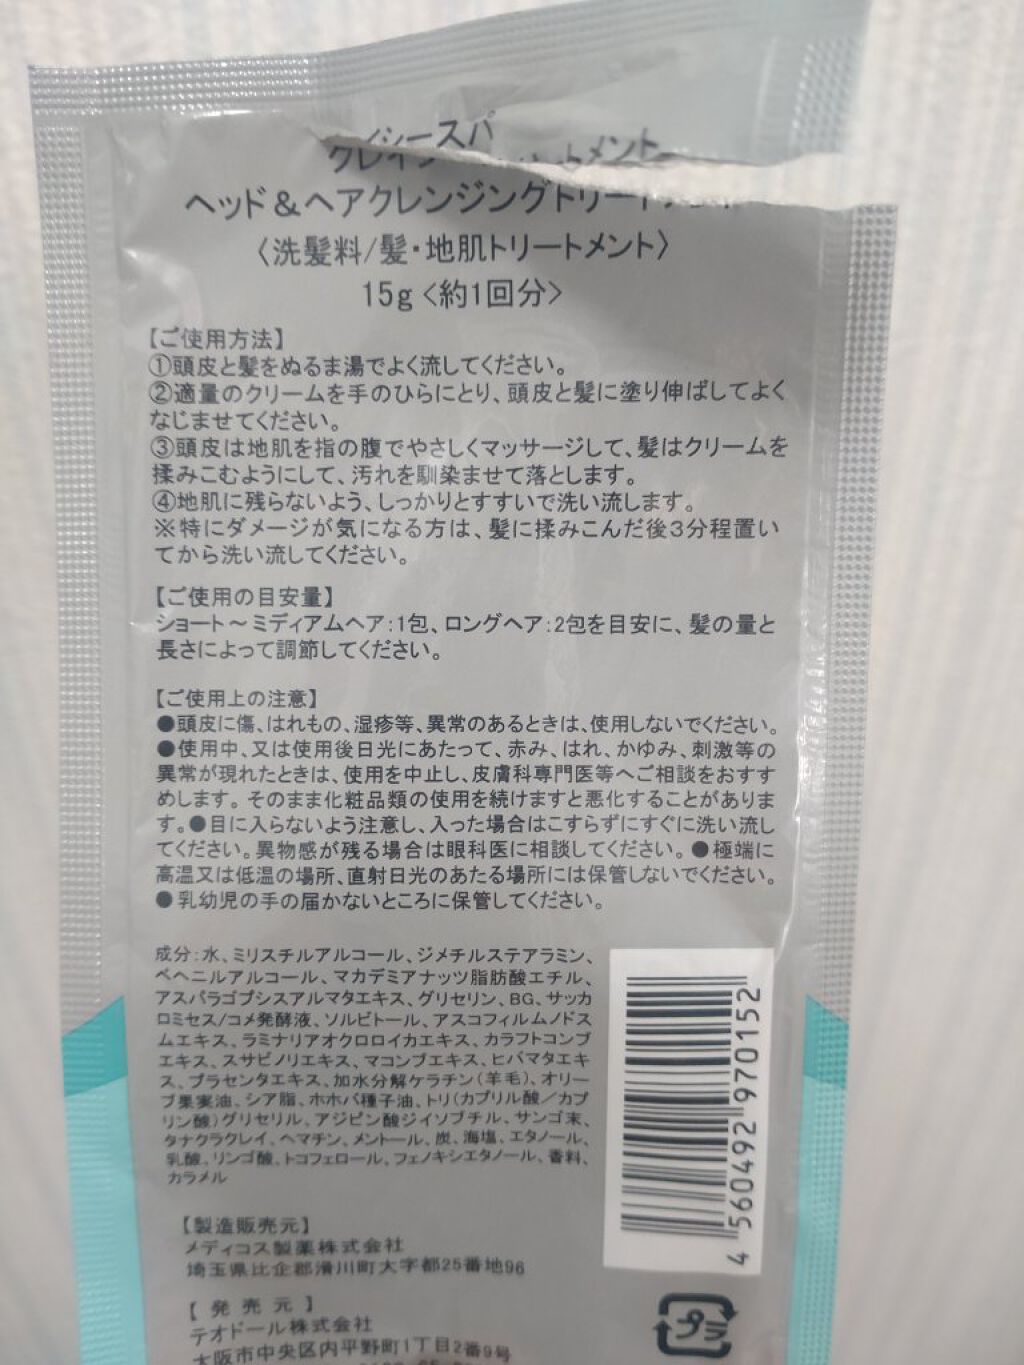 クレイシースパ
ヘッド&ヘアクレンジングトリートメント
〈洗髪料/髪・地肌トリートメント〉
15g〈約1回分〉
【ご使用方法】
①頭皮と髪をぬるま湯でよく流してください。
②適量のクリームを手のひらにとり、頭皮と髪に塗り伸ばしてよく
なじませてください。
③頭皮は地肌を指の腹でやさしくマッサージして、髪はクリームを
揉みこむようにして、汚れを馴染ませて落とします。
④地肌に残らないよう、しっかりとすすいで洗い流します。
※特にダメージが気になる方は、髪に揉みこんだ後3分程置い
てから洗い流してください。
【ご使用の目安量】
ショート～ミディアムヘア:1包、ロングヘア:2包を目安に、髪の量と
長さによって調節してください。
【ご使用上の注意】
●頭皮に傷、はれもの、湿疹等、異常のあるときは、使用しないでください。
●使用中、又は使用後日光にあたって、赤み、はれ、かゆみ、刺激等の
異常が現れたときは、使用を中止し、皮膚科専門医等へご相談をおすす
めします。そのまま化粧品類の使用を続けますと悪化することがありま
す。●目に入らないよう注意し、入った場合はこすらずにすぐに洗い流し
てください。異物感が残る場合は眼科医に相談してください。●極端に
高温又は低温の場所、直射日光のあたる場所には保管しないでください。
●乳幼児の手の届かないところに保管してください。
成分:水、ミリスチルアルコール、ジメチルステアラミン、
ベヘニルアルコール、マカデミアナッツ脂肪酸エチル、
アスパラゴプシスアルマタエキス、グリセリン、BG、サッカ
ロミセス/コメ発酵液、ソルビトール、アスコフィルムノドス
ムエキス、ラミナリアオクロロイカエキス、カラフトコンブ
エキス、スサビノリエキス、マコンブエキス、ヒバマタエキ
ス、プラセンタエキス、加水分解ケラチン(羊毛)、オリー
ブ果実油、シア脂、ホホバ種子油、トリ(カプリル酸/カプ
リン酸)グリセリル、アジピン酸ジイソブチル、サンゴ末、
タナクラクレイ、ヘマチン、メントール、炭、海塩、エタノール、
乳酸、リンゴ酸、トコフェロール、フェノキシエタノール、香料、
カラメル
4 560492 970152
【製造販売元】
メディコス製薬株式会社
埼玉県比企郡滑川町大字都25番地96
【発売元】
テオドール株式会社
大阪市中央区内平野町1丁目2番9号
プラ